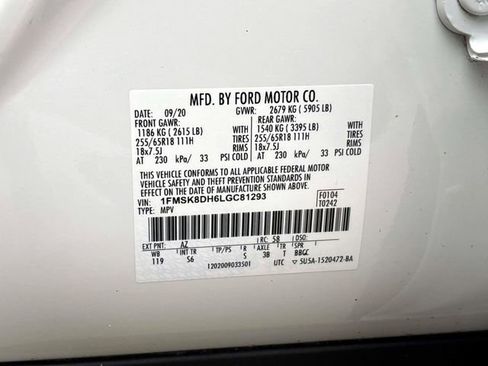 MFD. BY FORD MOTOR CO.
DATE: 09/20 GVWR: 2679 KG ( 5905 LB)
FRONT GAWR: REAR GAWR:
1186 KG ( 2615 LB) WITH 1540 KG ( 3395 LB) WITH
255/65R18 111H TIRES 255/65R18 111H TIRES
18x7.5J RIMS 18x7.5J RIMS
AT 230 kPa/ 33 PSI COLD AT 230 kPa/ 33 PSI COLD
THIS VEHICLE CONFORMS TO ALL APPLICABLE FEDERAL MOTOR
VEHICLE SAFETY AND THEFT PREVENTION STANDARDS IN EFFECT
ON THE DATE OF MANUFACTURE SHOWN ABOVE.
VIN: 1FMSK8DH6LGC81293 F0104
TYPE: MPV T0242
EXT PNT: AZ RC: 58 DSO:
WB INT TR TP/PS R AXLE TR SPR
119 S6 S 3B T BBGC
1202009033501 UTC 5U5A-1520472-BA